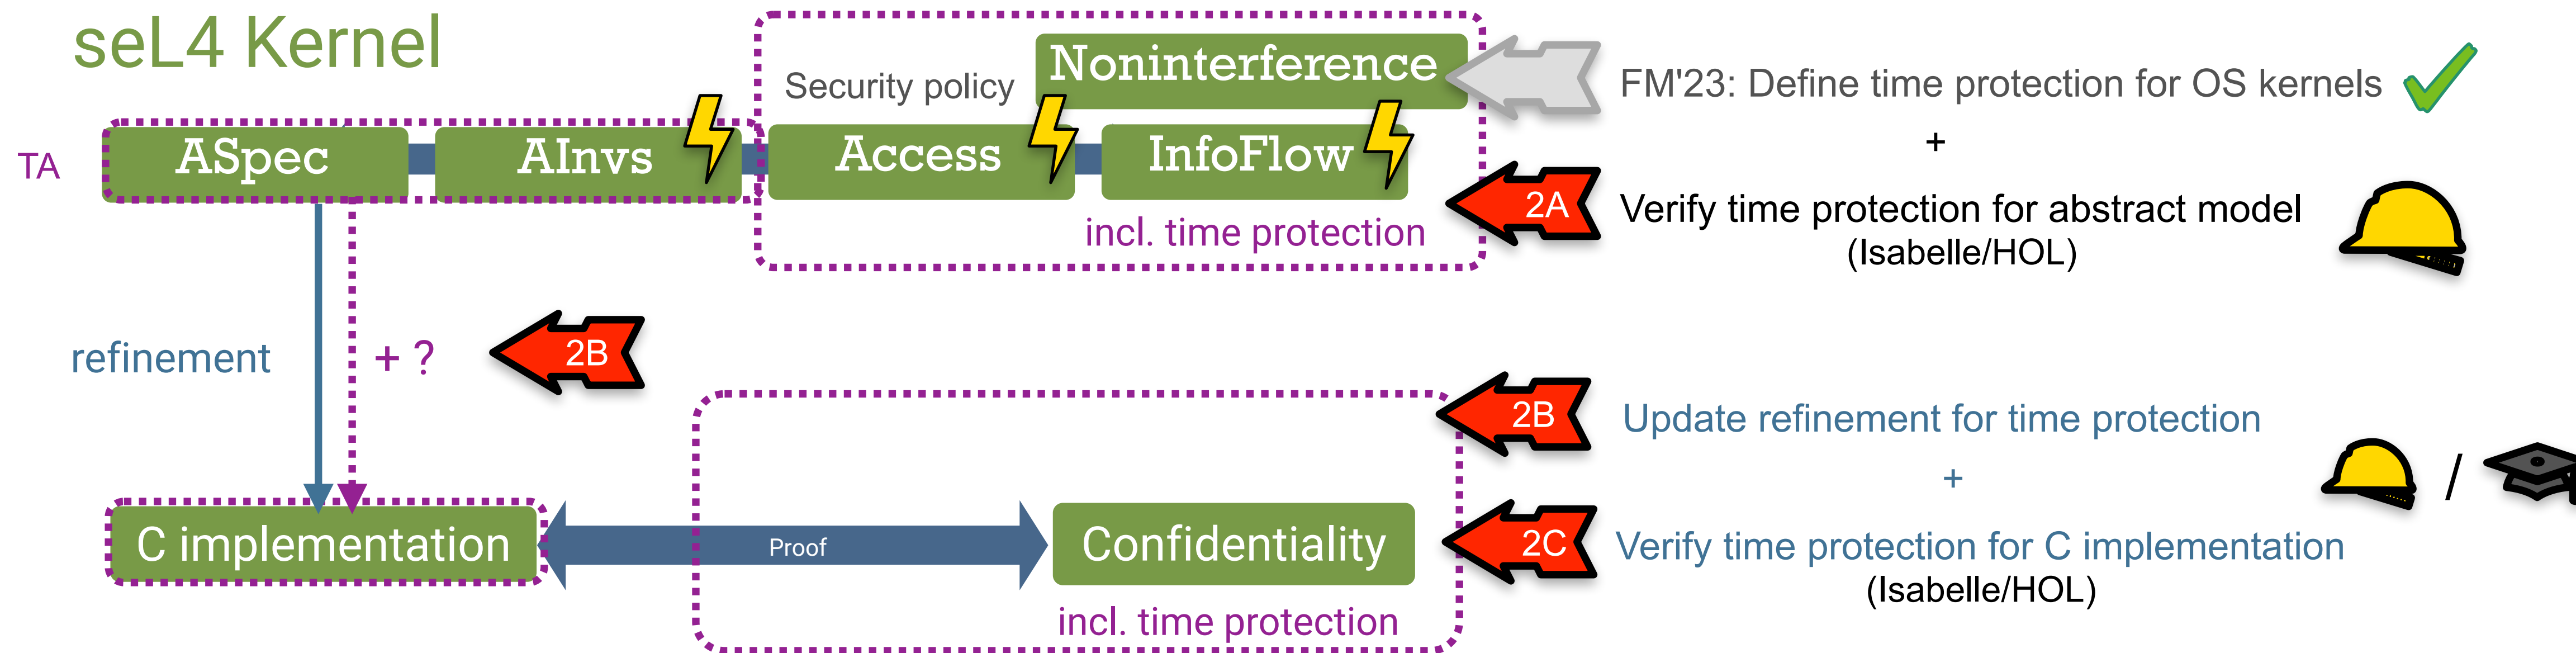 seL4 Kernel
Security policy
Noninterference
FM'23: Define time protection for OS kernels
+
TA
ASpec
AInvs
Access
InfoFlow
2A
Verify time protection for abstract model
(Isabelle/HOL)
incl. time protection
refinement
+ ?
2B
2B
Update refinement for time protection
+
/
C implementation
Proof
Confidentiality
2C
Verify time protection for C implementation
(Isabelle/HOL)
incl. time protection